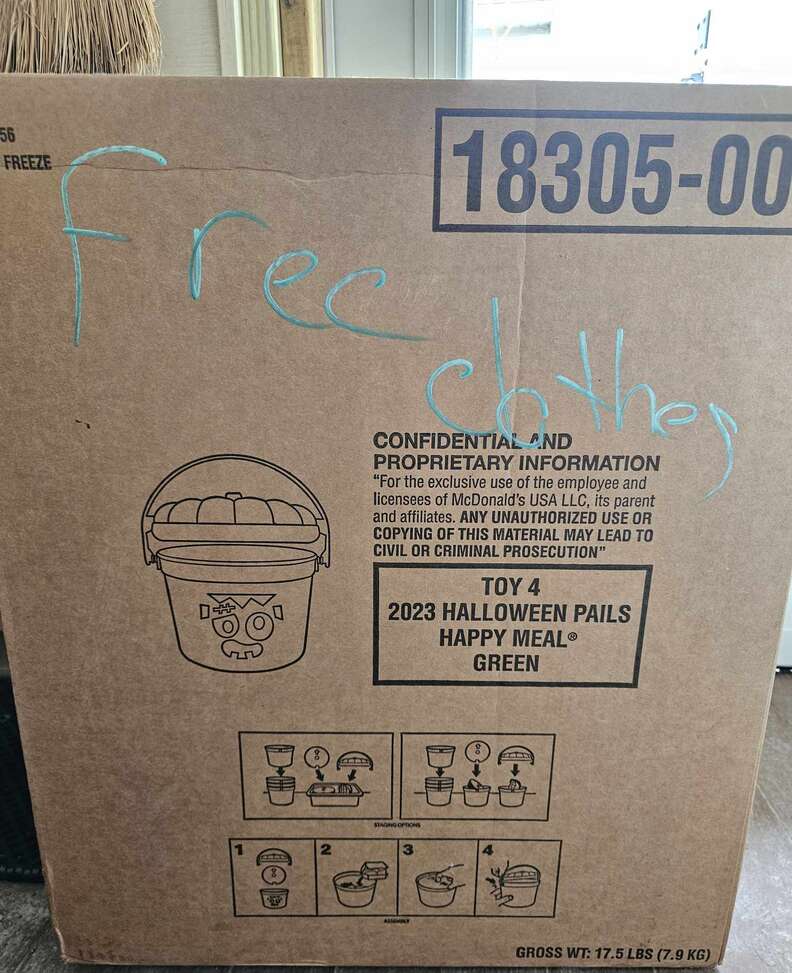 56
FREEZE
18305-00
Free
clothes
CONFIDENTIAL AND
PROPRIETARY INFORMATION
“For the exclusive use of the employee and
licensees of McDonald’s USA LLC, its parent
and affiliates. ANY UNAUTHORIZED USE OR
COPYING OF THIS MATERIAL MAY LEAD TO
CIVIL OR CRIMINAL PROSECUTION”
TOY 4
2023 HALLOWEEN PAILS
HAPPY MEAL®
GREEN
STAGING OPTIONS
1 2 3 4
ASSEMBLY
GROSS WT: 17.5 LBS (7.9 KG)